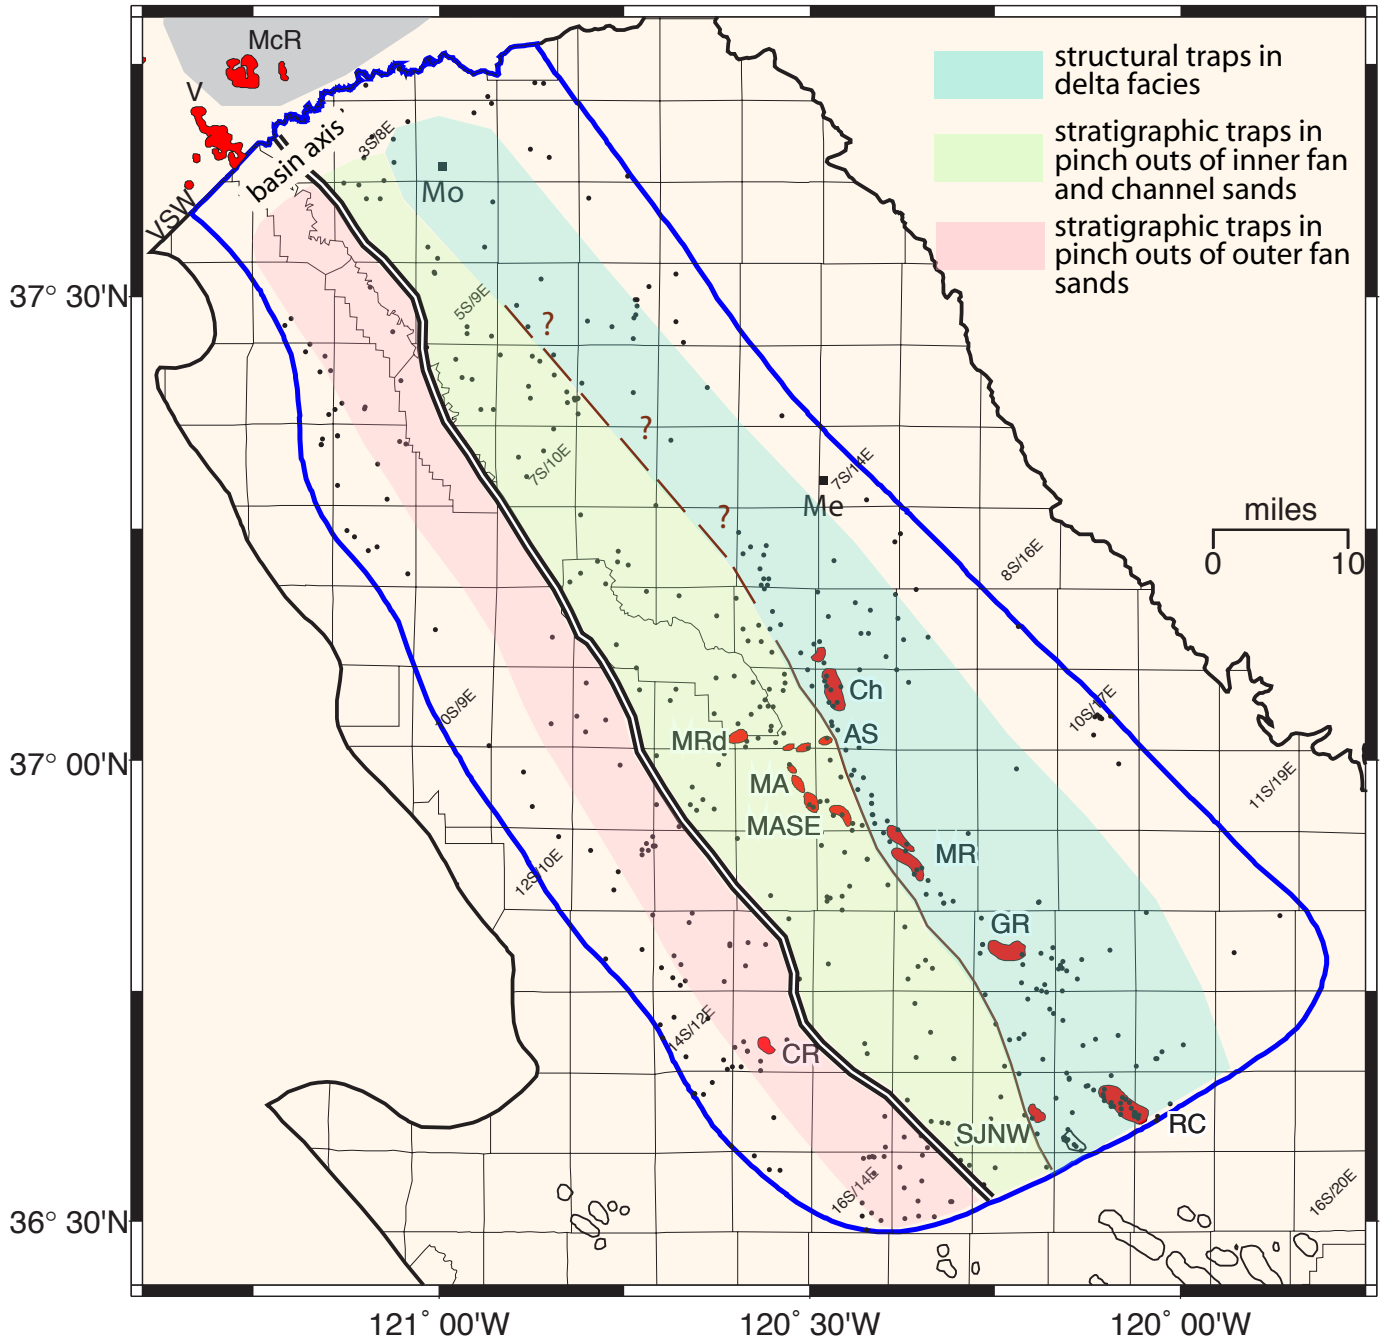 McR
V
VSW
basin axis
3S/8E
Mo
structural traps in
delta facies
stratigraphic traps in
pinch outs of inner fan
and channel sands
stratigraphic traps in
pinch outs of outer fan
sands
37° 30'N
5S/9E
?
?
?
7S/10E
7S/14E
Me
miles
0 10
8S/16E
Ch
10S/9E
10S/17E
MRd
AS
37° 00'N
MA
MASE
11S/19E
MR
12S/10E
GR
14S/12E
CR
SJNW
RC
16S/14E
16S/20E
36° 30'N
121° 00'W
120° 30'W
120° 00'W